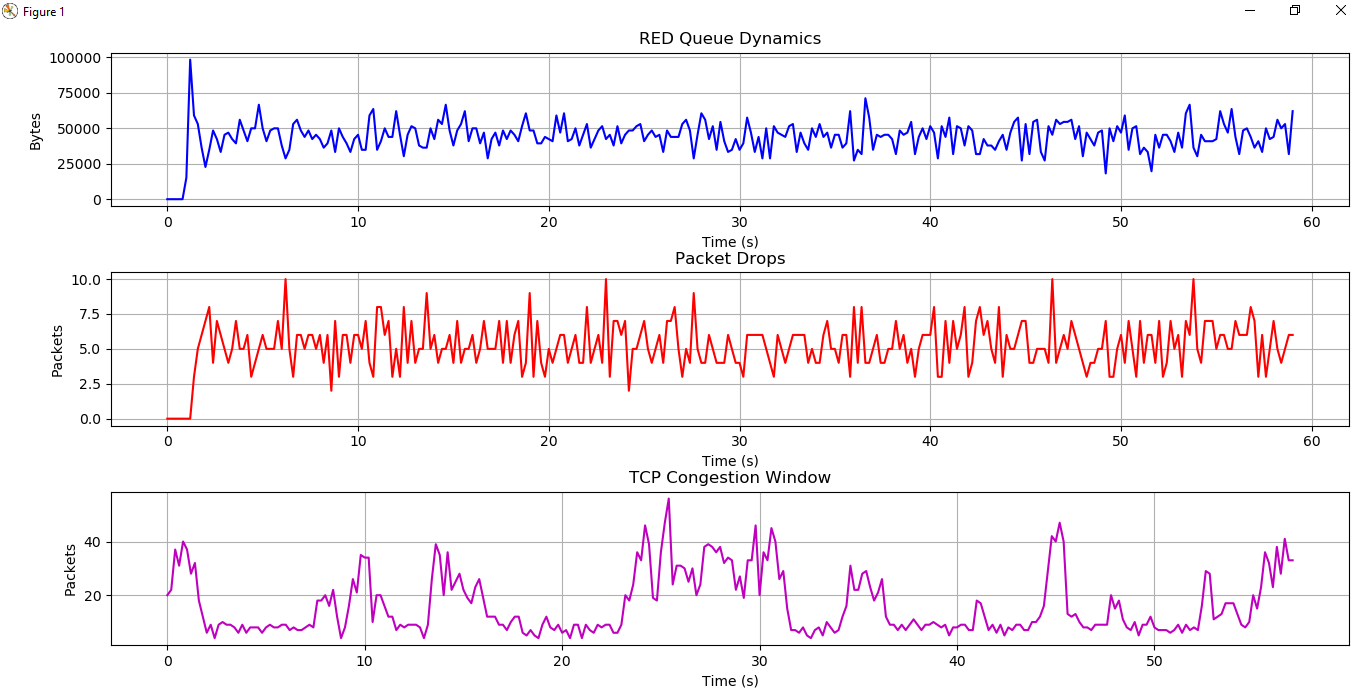 Figure 1
RED Queue Dynamics
Bytes
100000
75000
50000
25000
0
0 10 20 30 40 50 60
Time (s)
Packet Drops
Packets
10.0
7.5
5.0
2.5
0.0
0 10 20 30 40 50 60
Time (s)
TCP Congestion Window
Packets
40
20
0 10 20 30 40 50
Time (s)